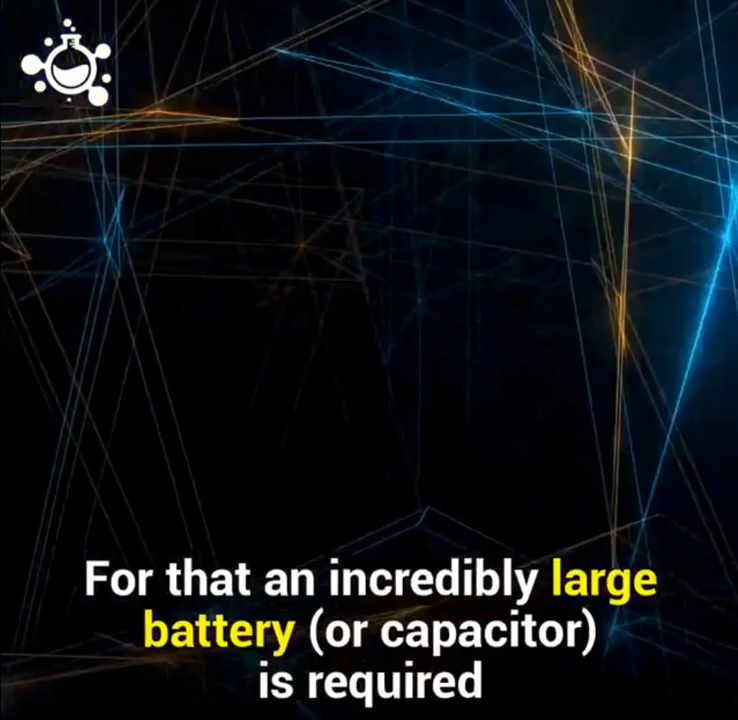 For that an incredibly large
battery (or capacitor)
is required